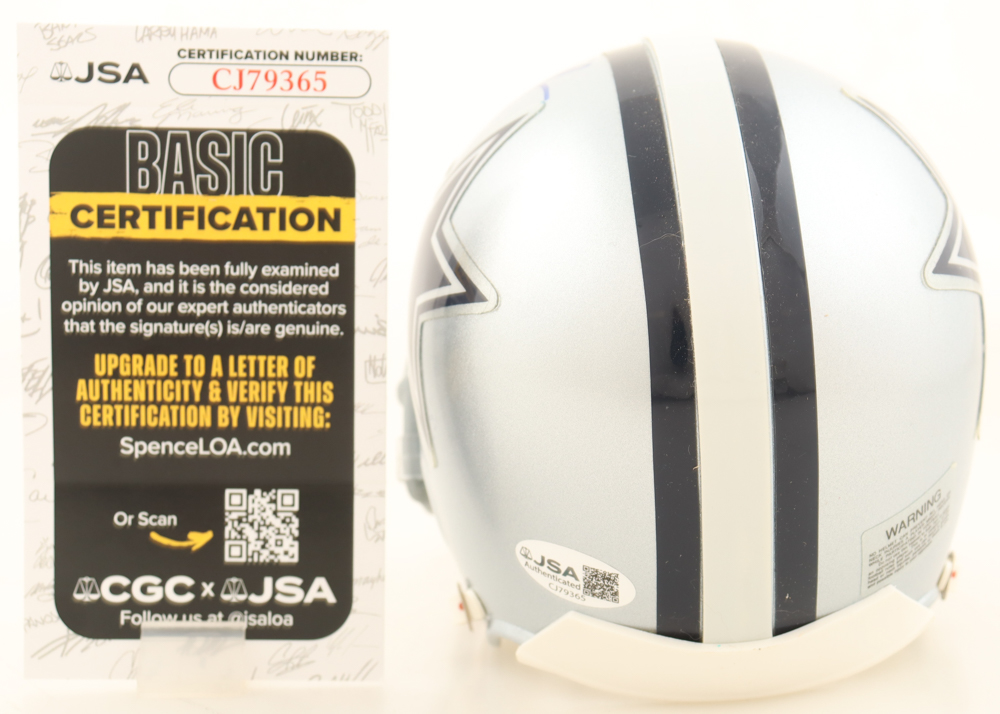 LARRY HAMA
JSA
CERTIFICATION NUMBER:
CJ79365
BASIC
CERTIFICATION
This item has been fully examined
by JSA, and it is the considered
opinion of our expert authenticators
that the signature(s) is/are genuine.
UPGRADE TO A LETTER OF
AUTHENTICITY & VERIFY THIS
CERTIFICATION BY VISITING:
SpenceLOA.com
Or Scan
CGC x JSA
Follow us at @jsaloa
JSA
Authenticated
CJ79365
WARNING